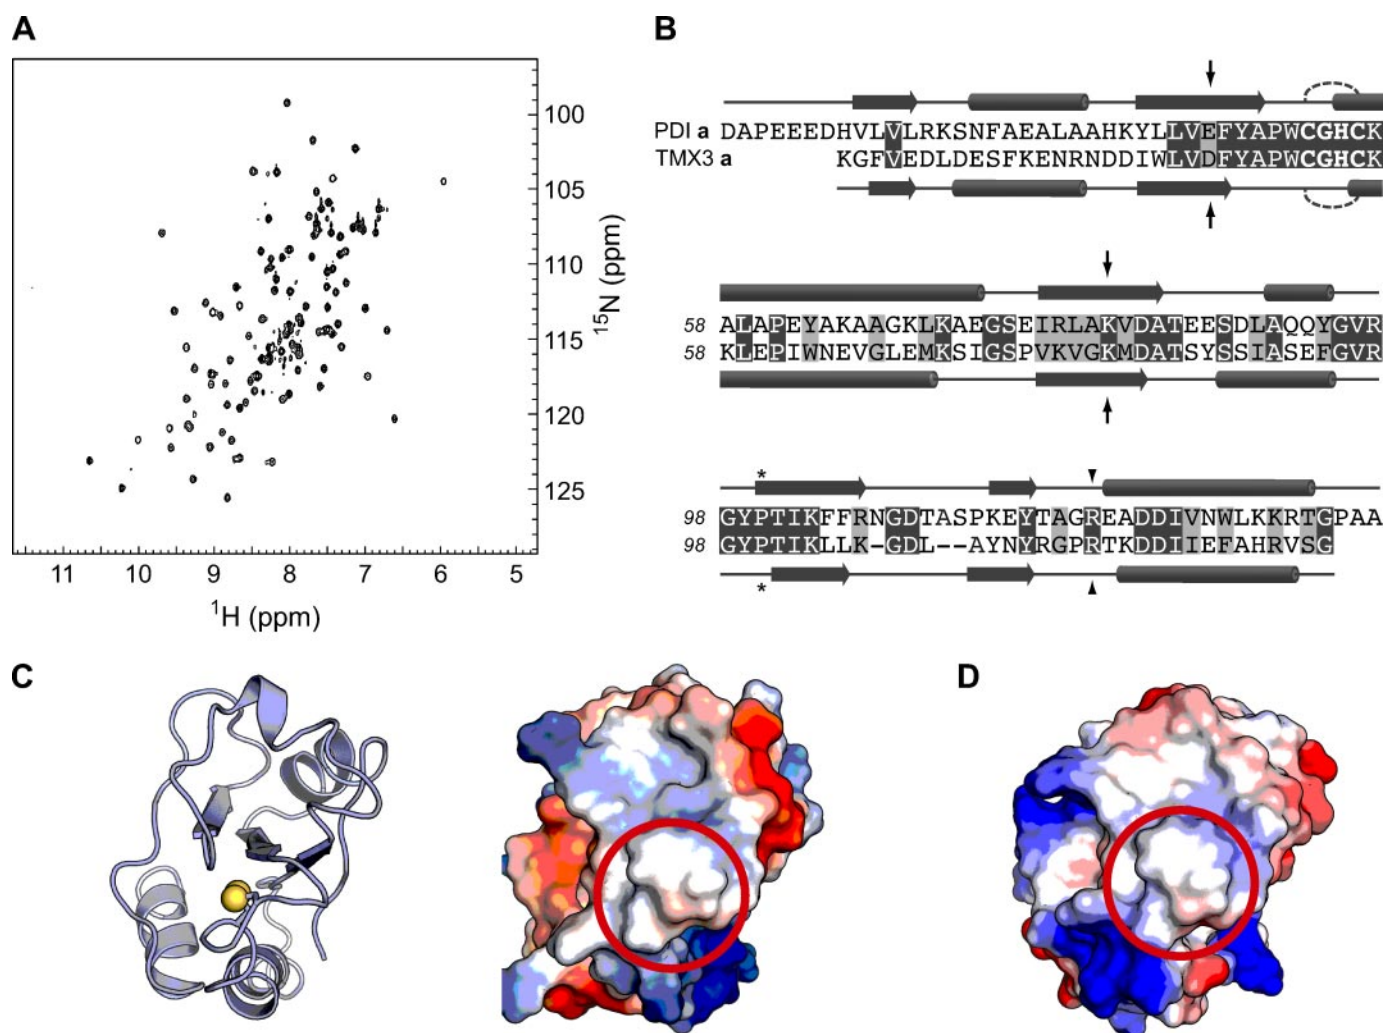 A
100
105
110
115
120
125
15N (ppm)
11 10 9 8 7 6 5
1H (ppm)
B
PDI a DAPEEEDHVLVLRKSNFAEALAAHKYLLVEFYAPWCGHCK
TMX3 a KGFVEDLDESFKENRNDDIWLVDFYAPWCGHCK
58 ALAPEYAKAAGKLKAEGSEIRLAKVDATEESDLAQQYGVR
58 KLEPIWNEVGLEMKSIGSPVKVGKMDATSYSSIASEFGVR
*
98 GYPTIKFFRNGDTASPKEYTAGREADDIVNWLKKRTGPAA
98 GYPTIKLLK-GDL--AYNYRGPRTKDDIIEFAHRVSG
*
C
D